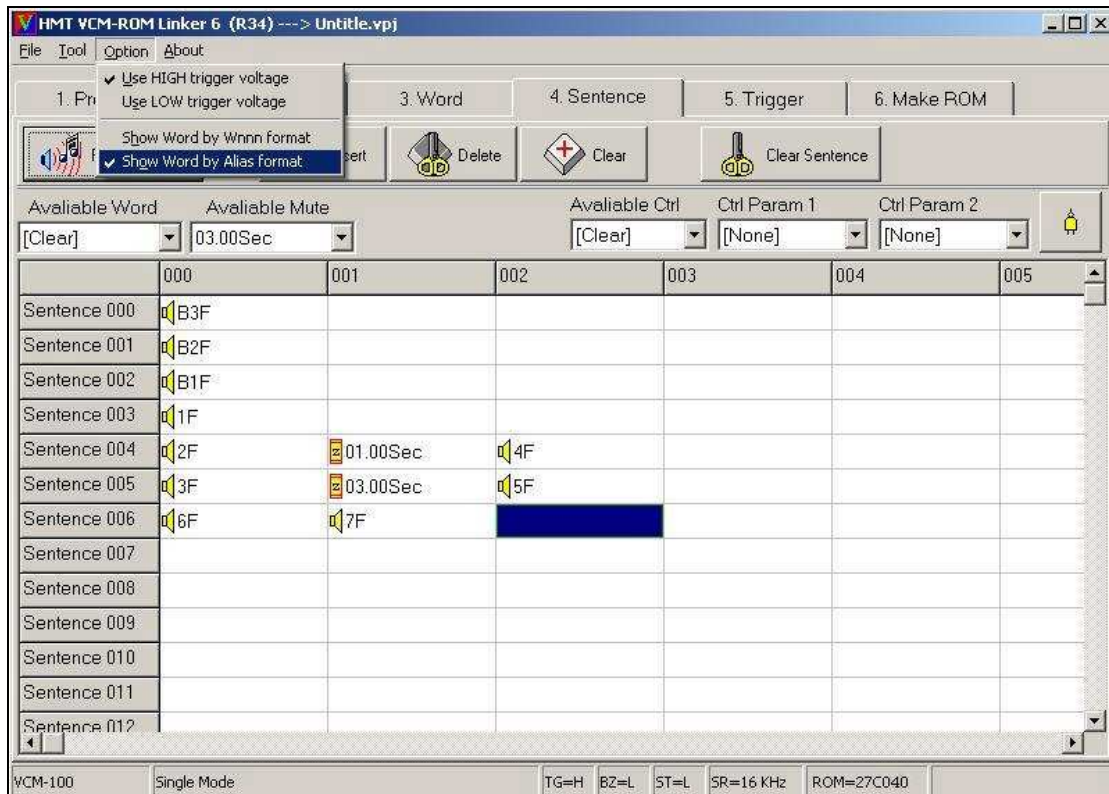 HMT VCM-ROM Linker 6 (R34) ---> Untitle.vpj
File Tool Option About
Use HIGH trigger voltage
Use LOW trigger voltage
Show Word by Wnnn format
Show Word by Alias format
1. Pr 3. Word 4. Sentence 5. Trigger 6. Make ROM
Delete Clear Clear Sentence
Avaliable Word Avaliable Mute Avaliable Ctrl Ctrl Param 1 Ctrl Param 2
[Clear] 03.00Sec [Clear] [None] [None]
000 001 002 003 004 005
Sentence 000 B3F
Sentence 001 B2F
Sentence 002 B1F
Sentence 003 1F
Sentence 004 2F 01.00Sec 4F
Sentence 005 3F 03.00Sec 5F
Sentence 006 6F 7F
Sentence 007
Sentence 008
Sentence 009
Sentence 010
Sentence 011
Sentence 012
VCM-100 Single Mode TG=H BZ=L ST=L SR=16 KHz ROM=27C040